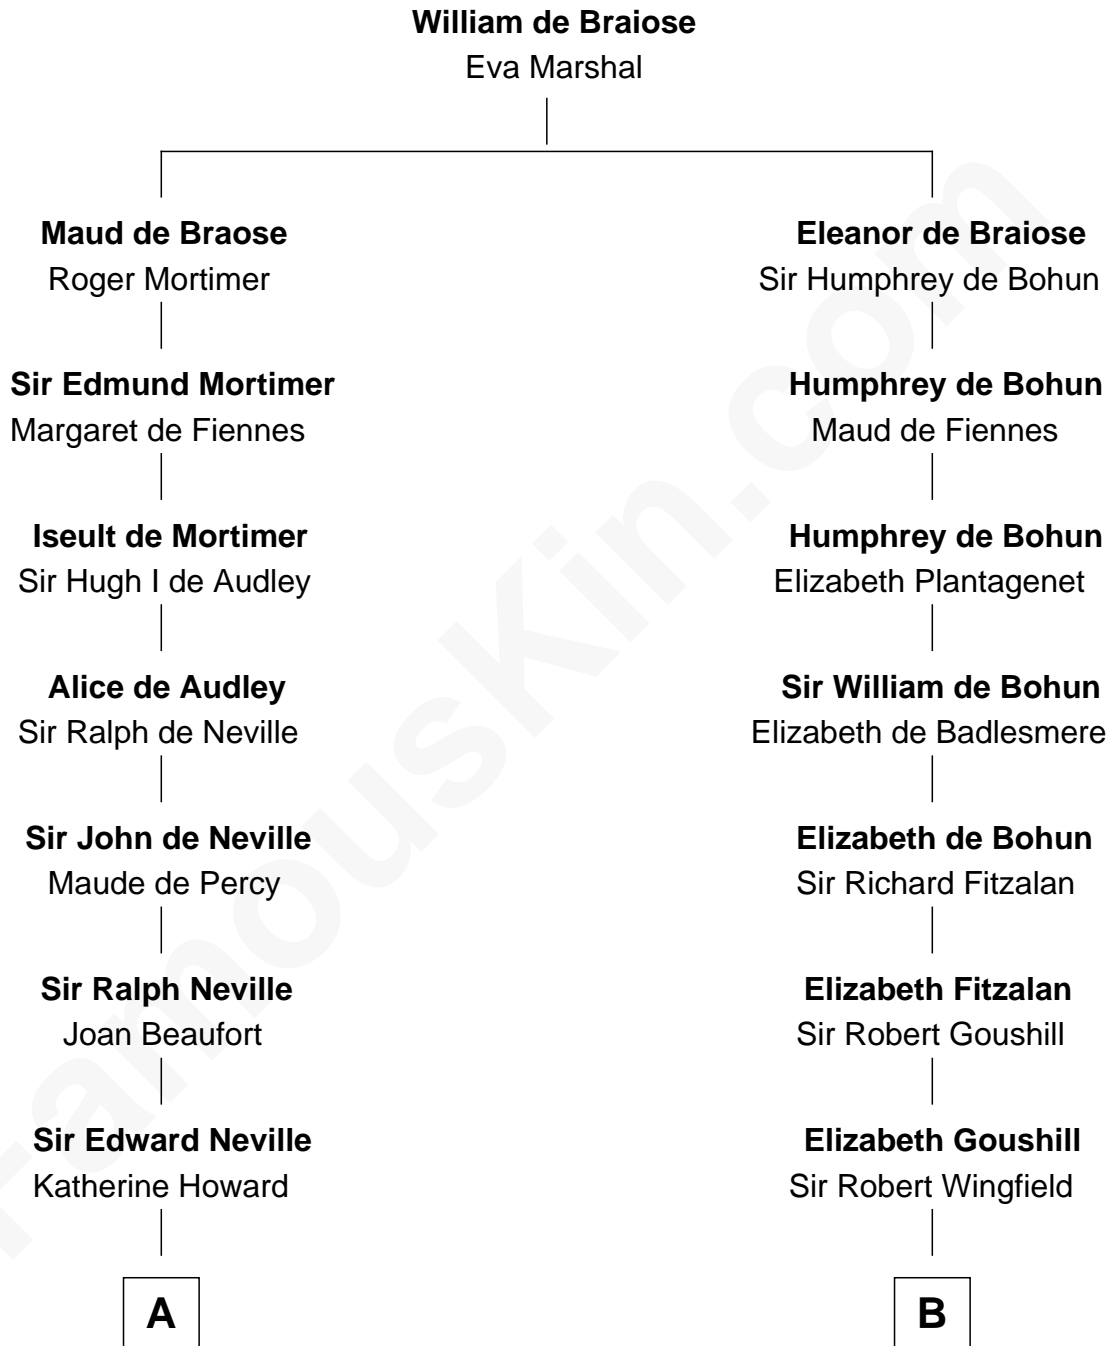 William de Braiose
Eva Marshal
Maud de Braose
Roger Mortimer
Eleanor de Braiose
Sir Humphrey de Bohun
Sir Edmund Mortimer
Margaret de Fiennes
Humphrey de Bohun
Maud de Fiennes
Iseult de Mortimer
Sir Hugh I de Audley
Humphrey de Bohun
Elizabeth Plantagenet
Alice de Audley
Sir Ralph de Neville
Sir William de Bohun
Elizabeth de Badlesmere
Sir John de Neville
Maude de Percy
Elizabeth de Bohun
Sir Richard Fitzalan
Sir Ralph Neville
Joan Beaufort
Elizabeth Fitzalan
Sir Robert Goushill
Sir Edward Neville
Katherine Howard
Elizabeth Goushill
Sir Robert Wingfield
A
B
FamousKin.com